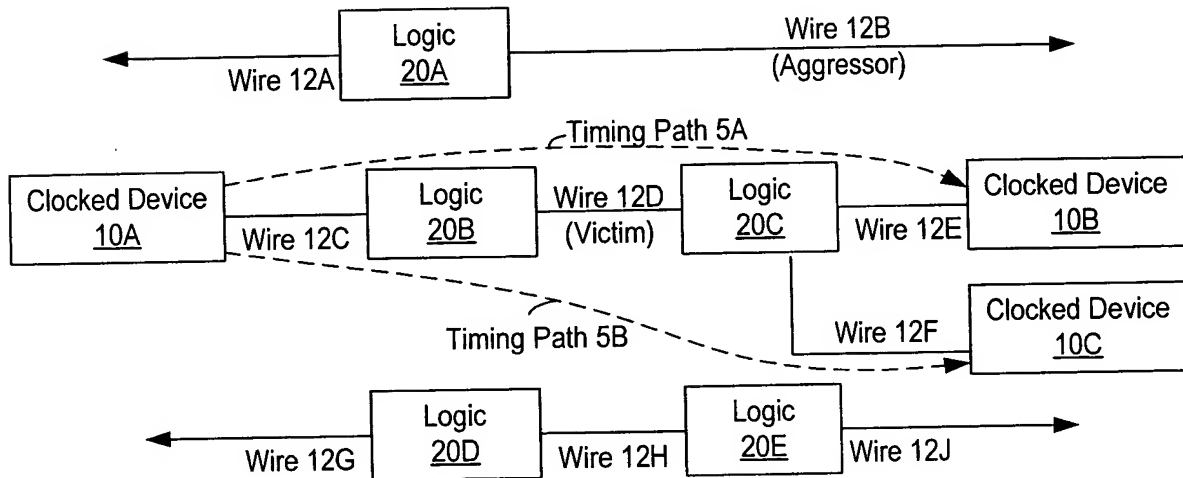 Logic
20A
Wire 12A
Wire 12B
(Aggressor)
Timing Path 5A
Clocked Device
10A
Wire 12C
Logic
20B
Wire 12D
(Victim)
Logic
20C
Wire 12E
Clocked Device
10B
Timing Path 5B
Wire 12F
Clocked Device
10C
Wire 12G
Logic
20D
Wire 12H
Logic
20E
Wire 12J